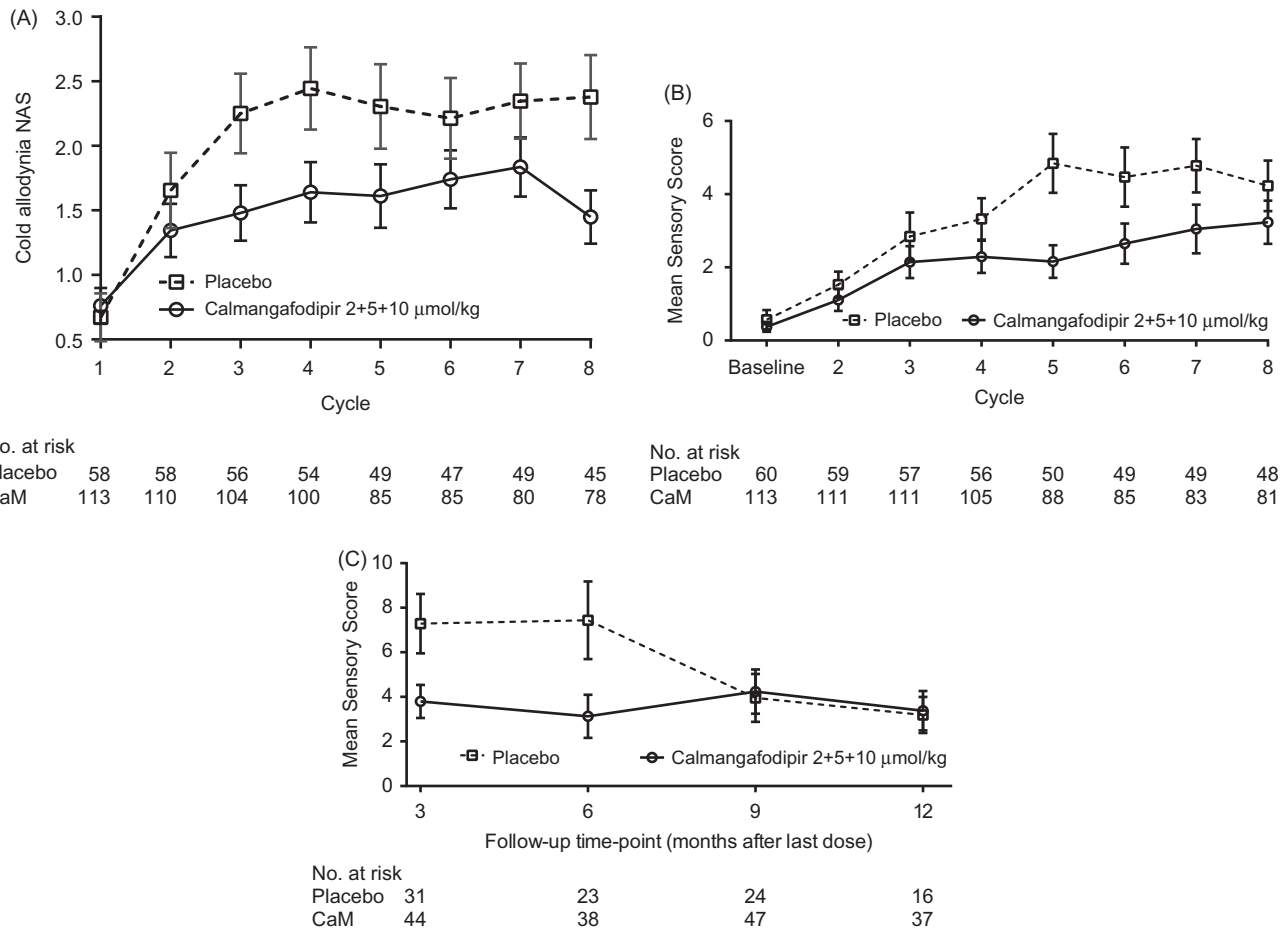 (A)
3.0
2.5
2.0
1.5
1.0
0.5
Cold allodynia NAS
Placebo
Calmangafodipir 2+5+10 μmol/kg
1 2 3 4 5 6 7 8
Cycle
o. at risk
lacebo 58 58 56 54 49 47 49 45
aM 113 110 104 100 85 85 80 78
(B)
6
4
2
0
Mean Sensory Score
Placebo Calmangafodipir 2+5+10 μmol/kg
Baseline 2 3 4 5 6 7 8
Cycle
No. at risk
Placebo 60 59 57 56 50 49 49 48
CaM 113 111 111 105 88 85 83 81
(C)
10
8
6
4
2
0
Mean Sensory Score
Placebo Calmangafodipir 2+5+10 μmol/kg
3 6 9 12
Follow-up time-point (months after last dose)
No. at risk
Placebo 31 23 24 16
CaM 44 38 47 37